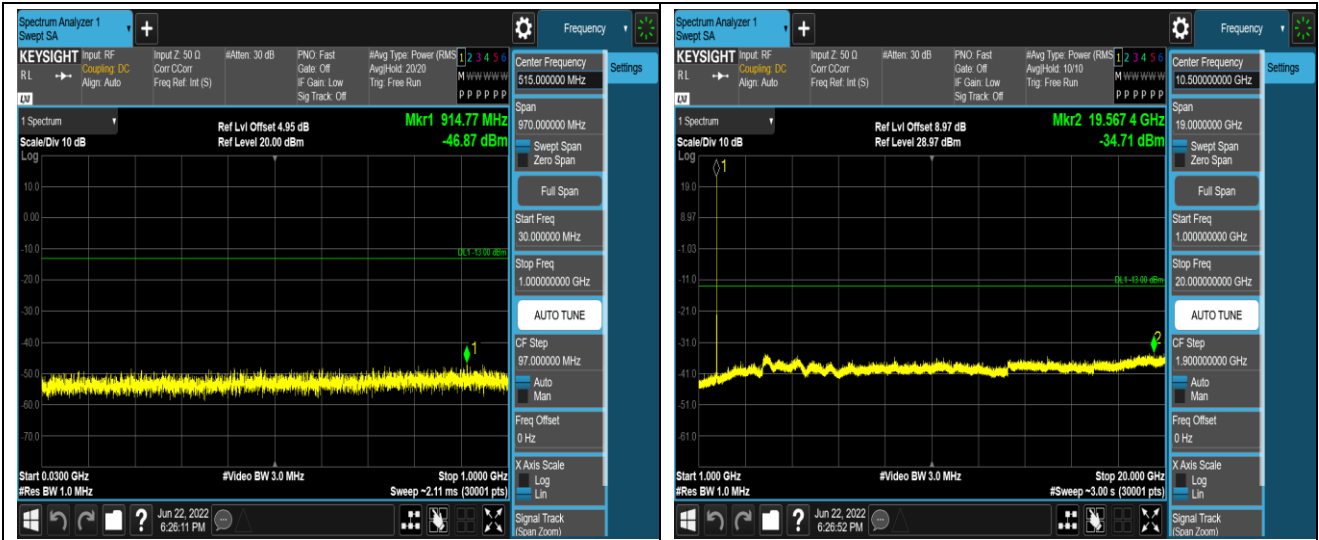 Spectrum Analyzer 1
Swept SA
+
Frequency
KEYSIGHT Input: RF Input Z: 50 Ω #Atten: 30 dB PNO: Fast #Avg Type: Power (RMS 1 2 3 4 5 6
RL Coupling: DC Corr CCorr Gate: Off Avg|Hold: 20/20 M W W W W W
Align: Auto Freq Ref: Int (S) IF Gain: Low Trig: Free Run
LXI Sig Track: Off P P P P P P
1 Spectrum
Ref Lvl Offset 4.95 dB
Mkr1 914.77 MHz
Scale/Div 10 dB
Ref Level 20.00 dBm
-46.87 dBm
Log
10.0
0.00
-10.0
DL1 -13.00 dBm
-20.0
-30.0
-40.0
1
-50.0
-60.0
-70.0
Start 0.0300 GHz
#Video BW 3.0 MHz
Stop 1.0000 GHz
#Res BW 1.0 MHz
Sweep ~2.11 ms (30001 pts)
Center Frequency
515.000000 MHz
Settings
Span
970.000000 MHz
Swept Span
Zero Span
Full Span
Start Freq
30.000000 MHz
Stop Freq
1.000000000 GHz
AUTO TUNE
CF Step
97.000000 MHz
Auto
Man
Freq Offset
0 Hz
X Axis Scale
Log
Lin
Signal Track
(Span Zoom)
?
Jun 22, 2022
6:26:11 PM
Spectrum Analyzer 1
Swept SA
+
Frequency
KEYSIGHT Input: RF Input Z: 50 Ω #Atten: 30 dB PNO: Fast #Avg Type: Power (RMS 1 2 3 4 5 6
RL Coupling: DC Corr CCorr Gate: Off Avg|Hold: 10/10 M W W W W W
Align: Auto Freq Ref: Int (S) IF Gain: Low Trig: Free Run
LXI Sig Track: Off P P P P P P
1 Spectrum
Ref Lvl Offset 8.97 dB
Mkr2 19.567 4 GHz
Scale/Div 10 dB
Ref Level 28.97 dBm
-34.71 dBm
Log
1
19.0
8.97
-1.03
-11.0
DL1 -13.00 dBm
-21.0
-31.0
2
-41.0
-51.0
-61.0
Start 1.000 GHz
#Video BW 3.0 MHz
Stop 20.000 GHz
#Res BW 1.0 MHz
#Sweep ~3.00 s (30001 pts)
Center Frequency
10.500000000 GHz
Settings
Span
19.0000000 GHz
Swept Span
Zero Span
Full Span
Start Freq
1.000000000 GHz
Stop Freq
20.000000000 GHz
AUTO TUNE
CF Step
1.900000000 GHz
Auto
Man
Freq Offset
0 Hz
X Axis Scale
Log
Lin
Signal Track
(Span Zoom)
?
Jun 22, 2022
6:26:52 PM